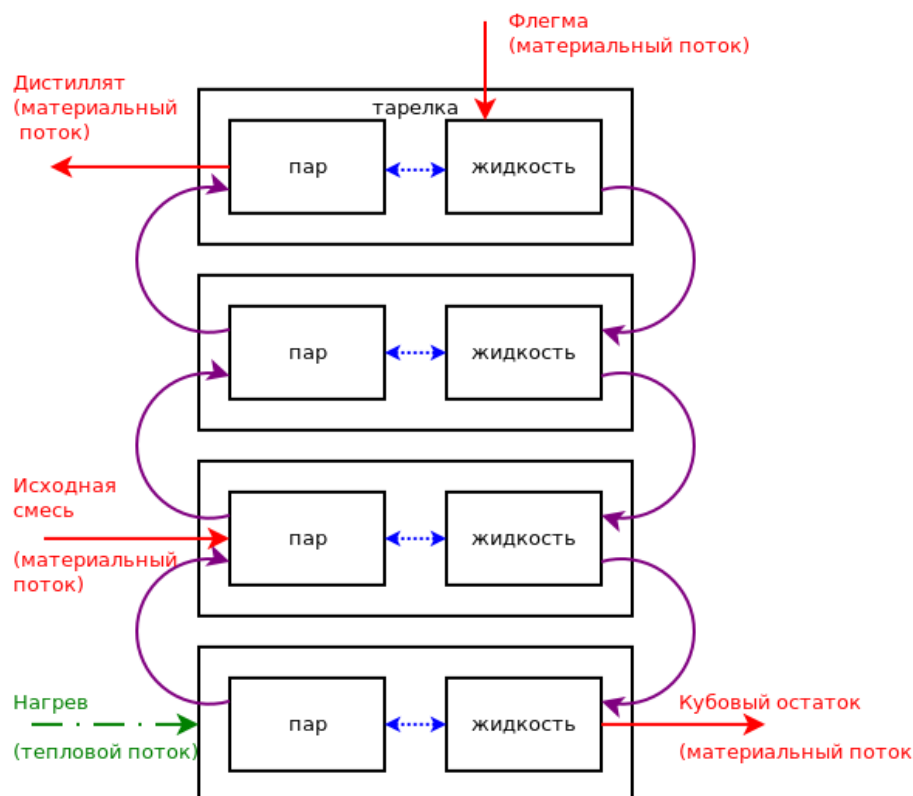 Флегма
(материальный поток)
Дистиллят
(материальный
поток)
тарелка
пар
жидкость
пар
жидкость
Исходная
смесь
(материальный
поток)
пар
жидкость
Нагрев
(тепловой поток)
пар
жидкость
Кубовый остаток
(материальный поток